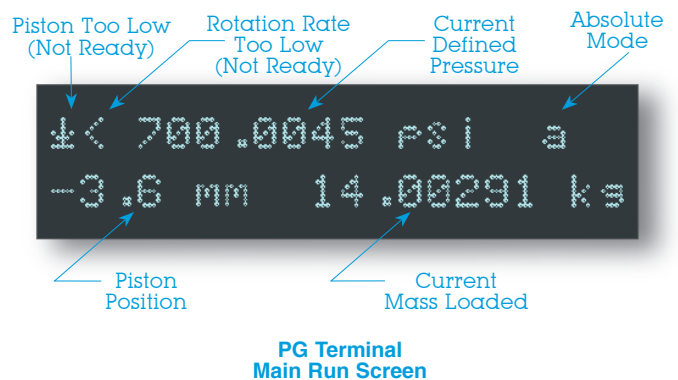 Piston Too Low
(Not Ready)
Rotation Rate
Too Low
(Not Ready)
Current
Defined
Pressure
Absolute
Mode
< 700.0045 psi a
-3.6 mm 14.00291 kg
Piston
Position
Current
Mass Loaded
PG Terminal
Main Run Screen